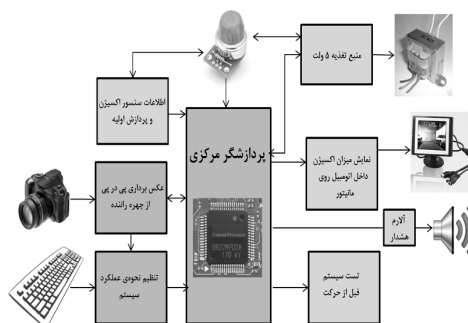 منبع تغذیه ۵ ولت
اطلاعات سنسور اکسیژن
و پردازش اولیه
پردازشگر مرکزی
نمایش میزان اکسیژن
داخل اتومبیل روی
مانیتور
عکس برداری پی در پی
از چهره راننده
آلارم
هشدار
تنظیم نحوه‌ی عملکرد
سیستم
تست سیستم
قبل از حرکت